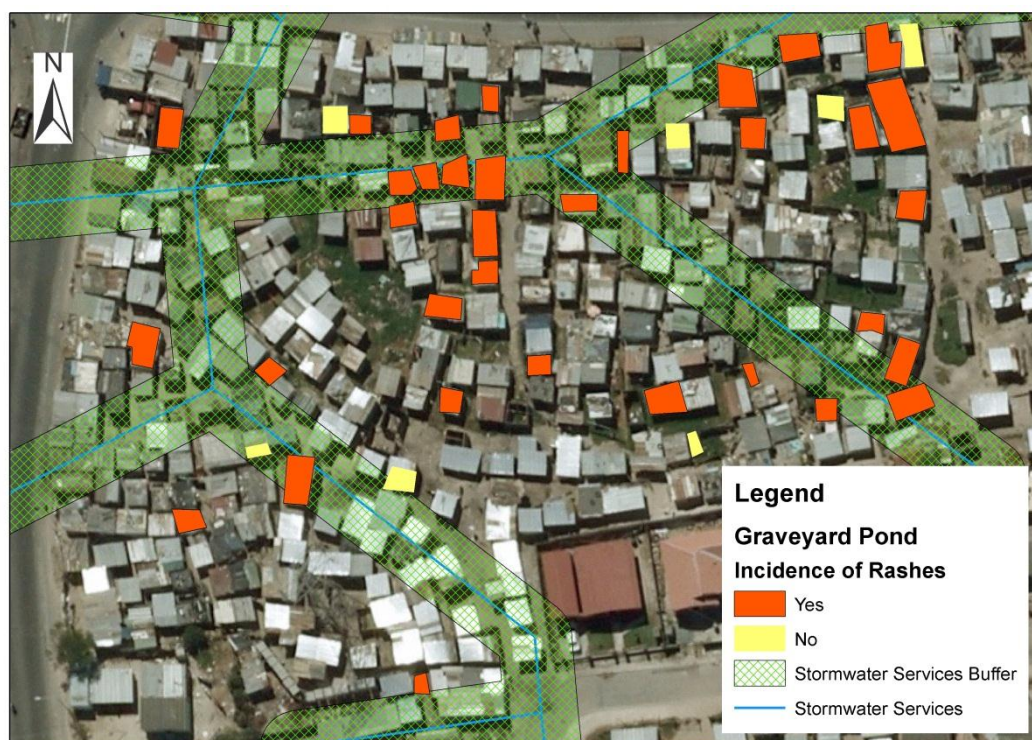 N
Legend
Graveyard Pond
Incidence of Rashes
Yes
No
Stormwater Services Buffer
Stormwater Services